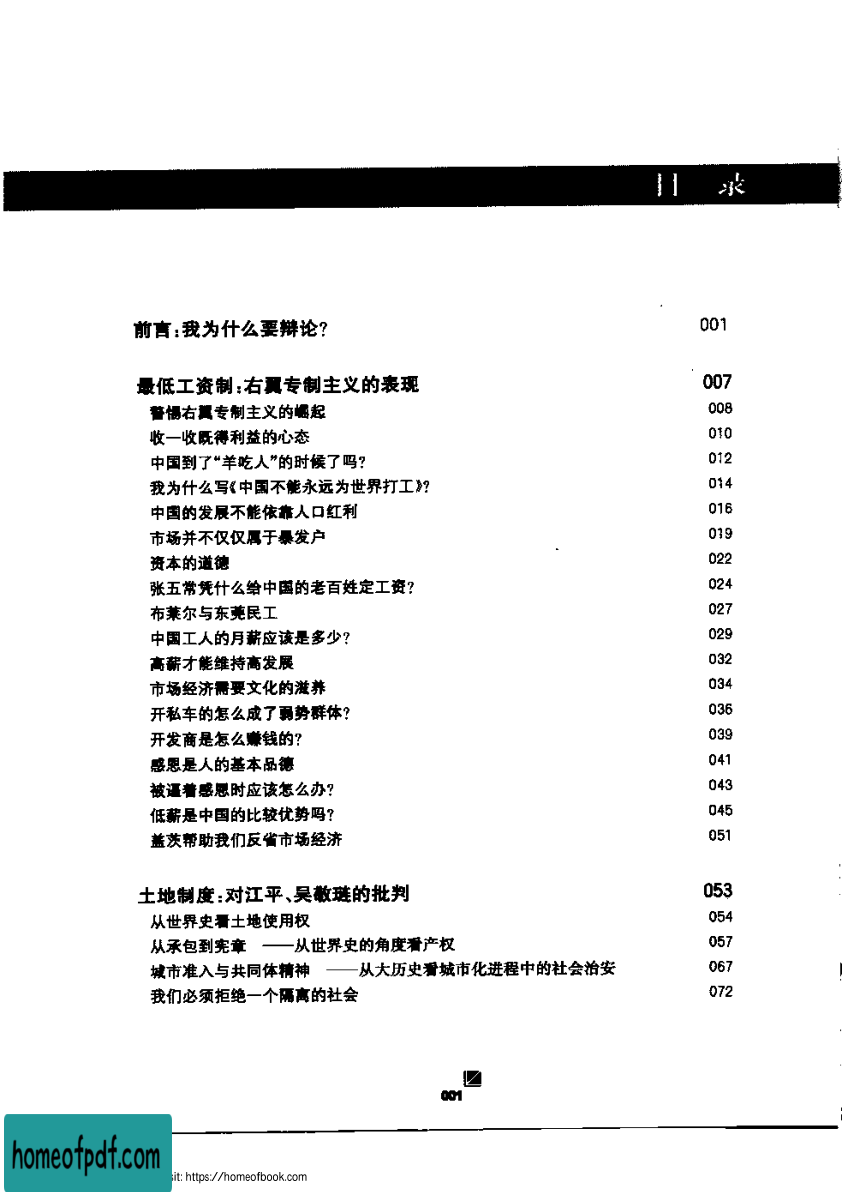 目 录
前言：我为什么要辩论？ 001
最低工资制：右翼专制主义的表现 007
警惕右翼专制主义的崛起 008
收一收既得利益的心态 010
中国到了“羊吃人”的时候了吗？ 012
我为什么写《中国不能永远为世界打工》？ 014
中国的发展不能依靠人口红利 016
市场并不仅仅属于暴发户 019
资本的道德 022
张五常凭什么给中国的老百姓定工资？ 024
布莱尔与东莞民工 027
中国工人的月薪应该是多少？ 029
高薪才能维持高发展 032
市场经济需要文化的滋养 034
开私车的怎么成了弱势群体？ 036
开发商是怎么赚钱的？ 039
感恩是人的基本品德 041
被逼着感恩时应该怎么办？ 043
低薪是中国的比较优势吗？ 045
盖茨帮助我们反省市场经济 051
土地制度：对江平、吴敬琏的批判 053
从世界史看土地使用权 054
从承包到宪章 ——从世界史的角度看产权 057
城市准入与共同体精神 ——从大历史看城市化进程中的社会治安 067
我们必须拒绝一个隔离的社会 072
001
homeofpdf.com
sit: https://homeofbook.com